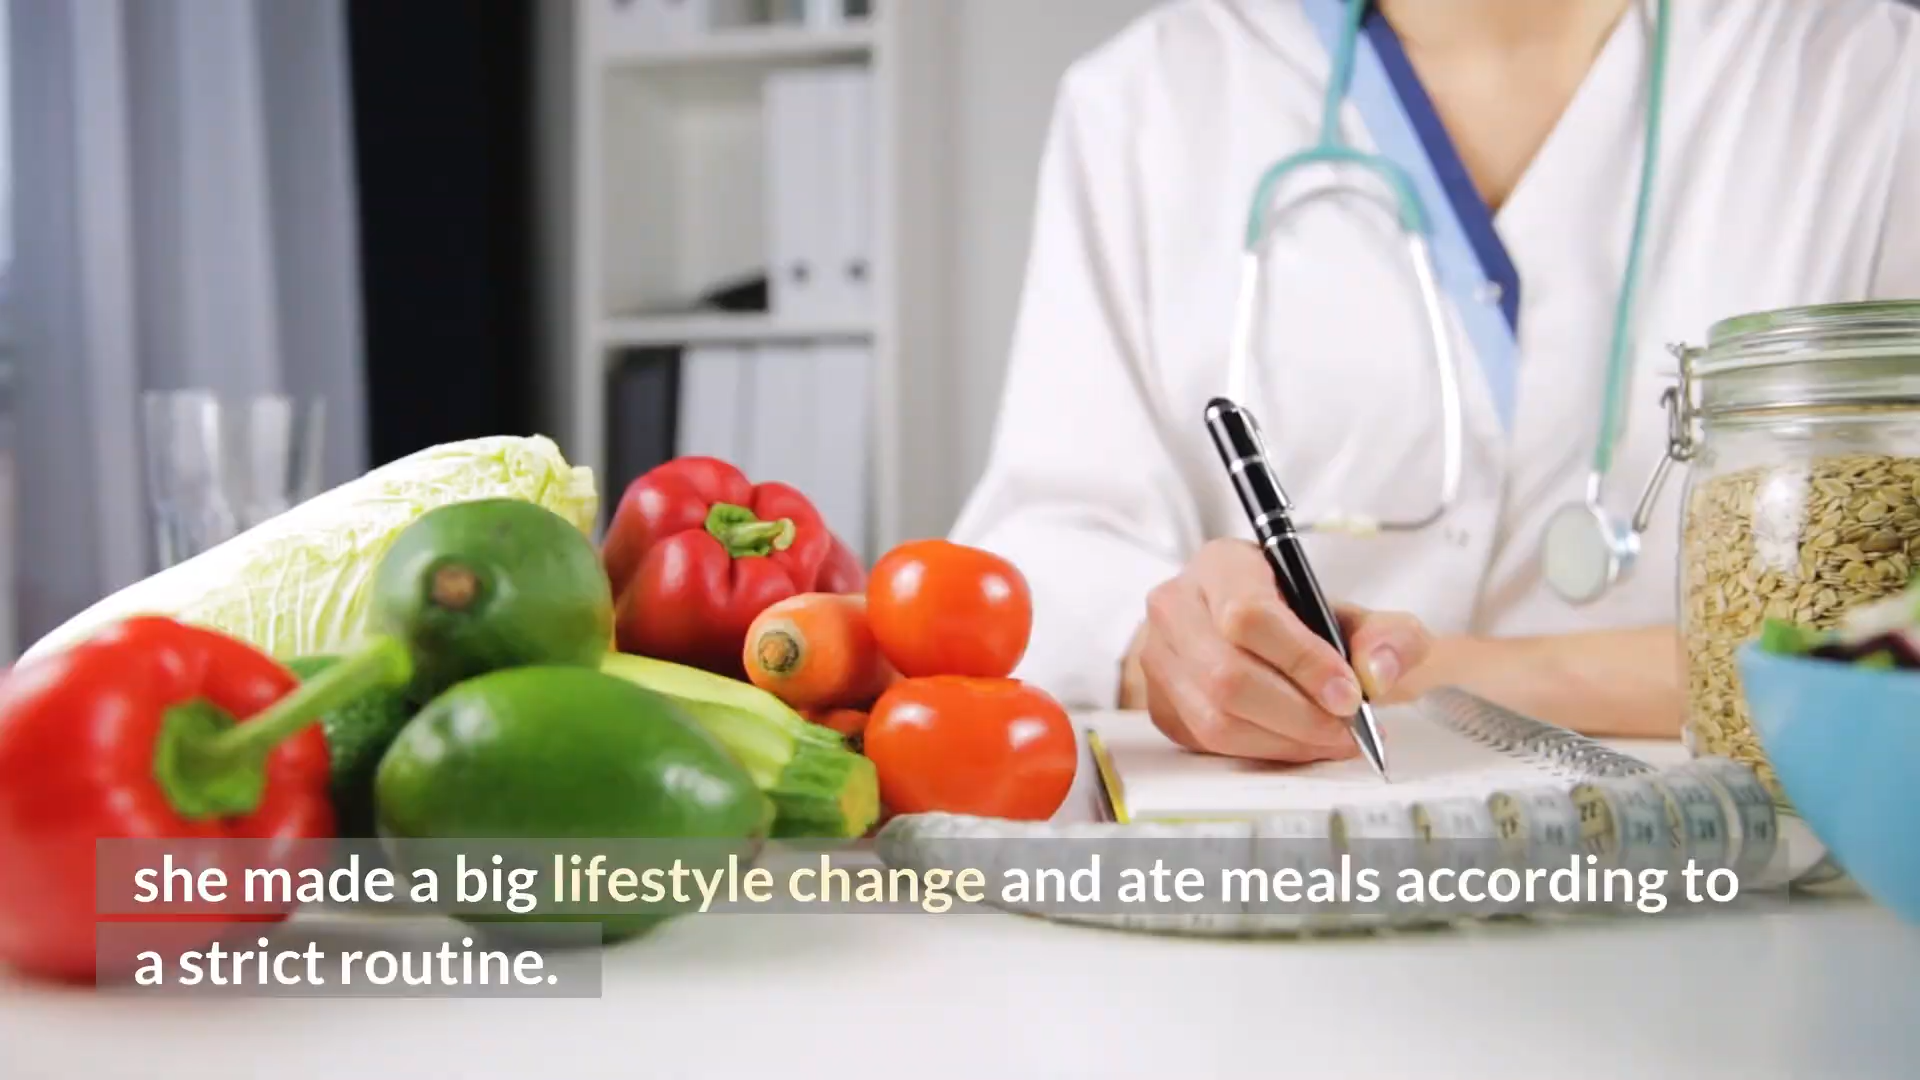 she made a big lifestyle change and ate meals according to
a strict routine.